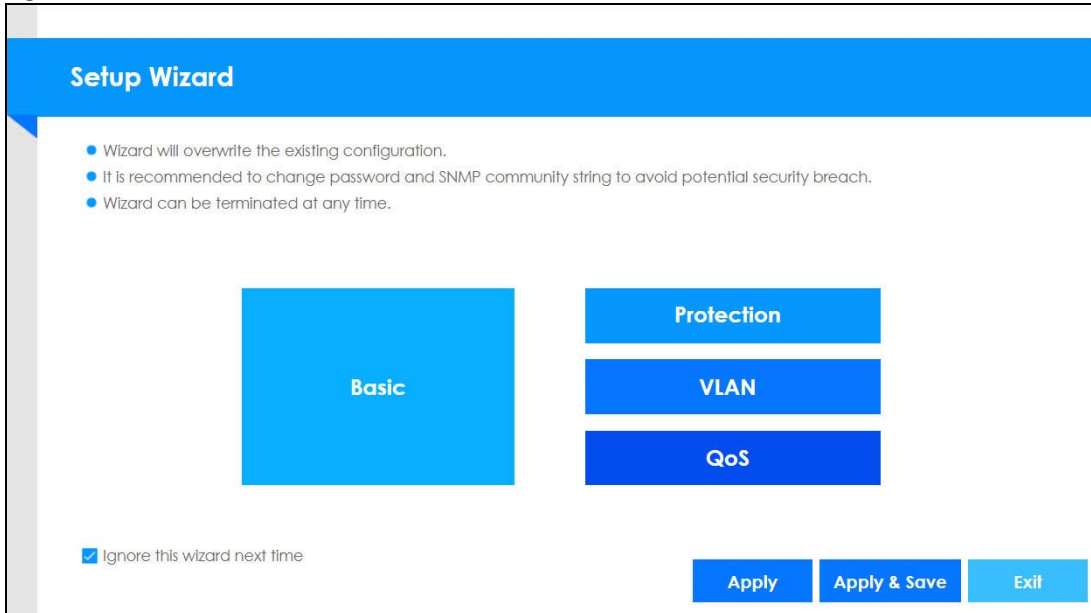 Setup Wizard
Wizard will overwrite the existing configuration.
It is recommended to change password and SNMP community string to avoid potential security breach.
Wizard can be terminated at any time.
Basic
Protection
VLAN
QoS
Ignore this wizard next time
Apply
Apply & Save
Exit